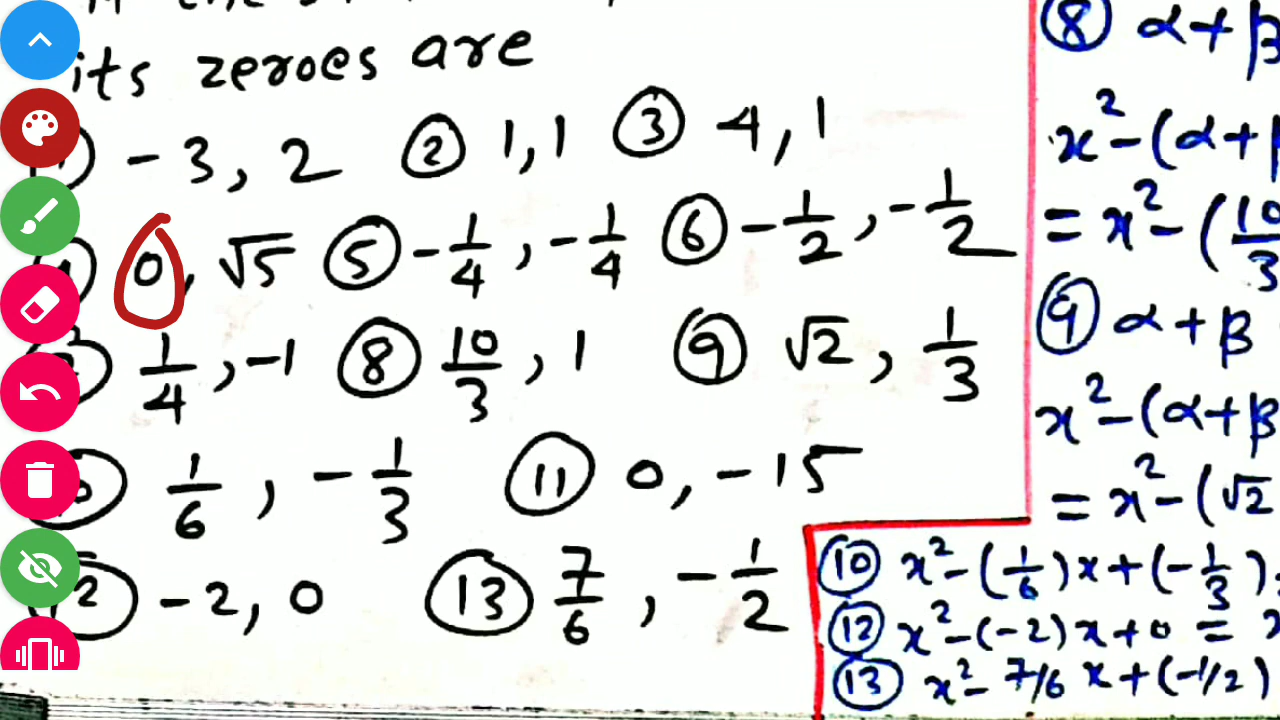 its zeroes are
-3, 2 ② 1, 1 ③ 4, 1
0, √5 ⑤ -1/4, -1/4 ⑥ -1/2, -1/2
1/4, -1 ⑧ 10/3, 1 ⑨ √2, 1/3
1/6, -1/3 ⑪ 0, -15
-2, 0 ⑬ 7/6, -1/2
⑧ α+β
x²-(α+β
= x²-(10/3
⑨ α+β
x²-(α+β
= x²-(√2
⑩ x²-(1/6)x+(-1/3)
⑫ x²-(-2)x+0 =
⑬ x²-7/6 x+(-1/2)